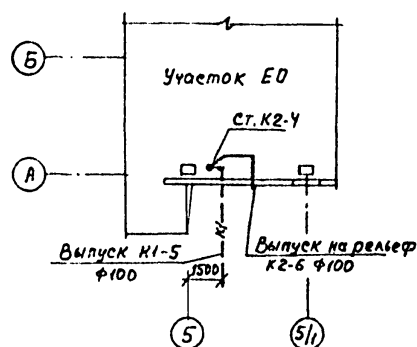 Б
Участок ЕО
Ст. К2-4
А
К1
Выпуск К1-5
ф100
1500
Выпуск на рельеф
К2-6 ф100
5
5/1